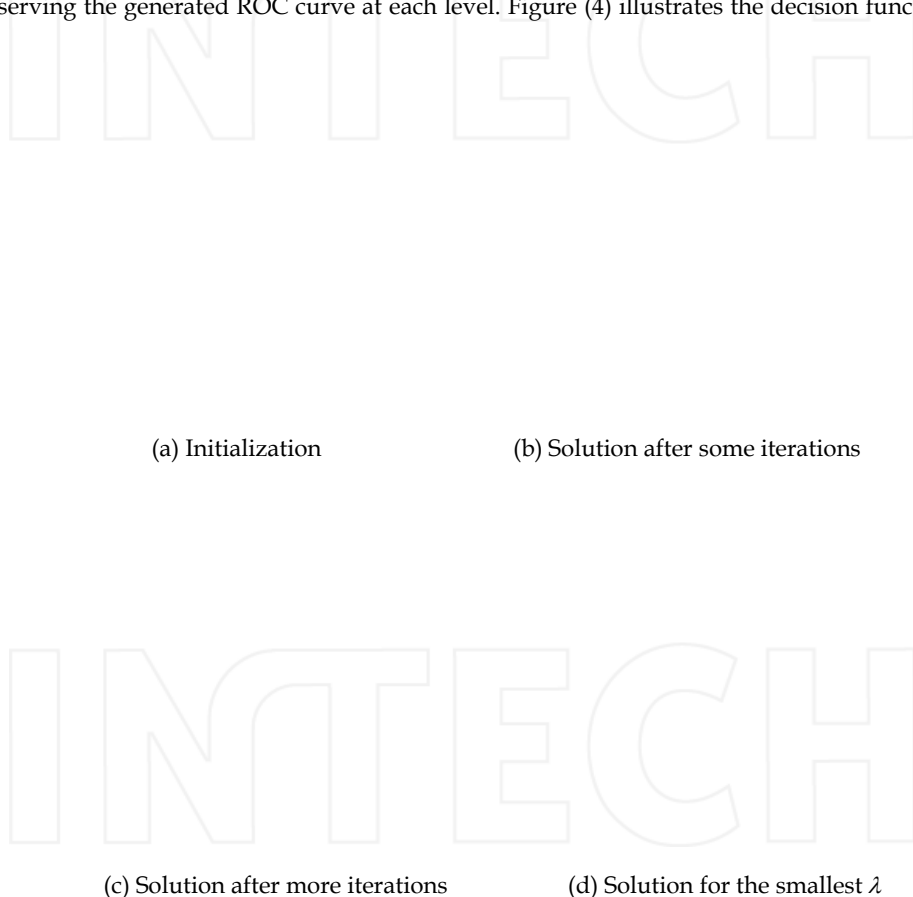 serving the generated ROC curve at each level. Figure (4) illustrates the decision func
INTECH
(a) Initialization (b) Solution after some iterations
INTECH
(c) Solution after more iterations (d) Solution for the smallest λ